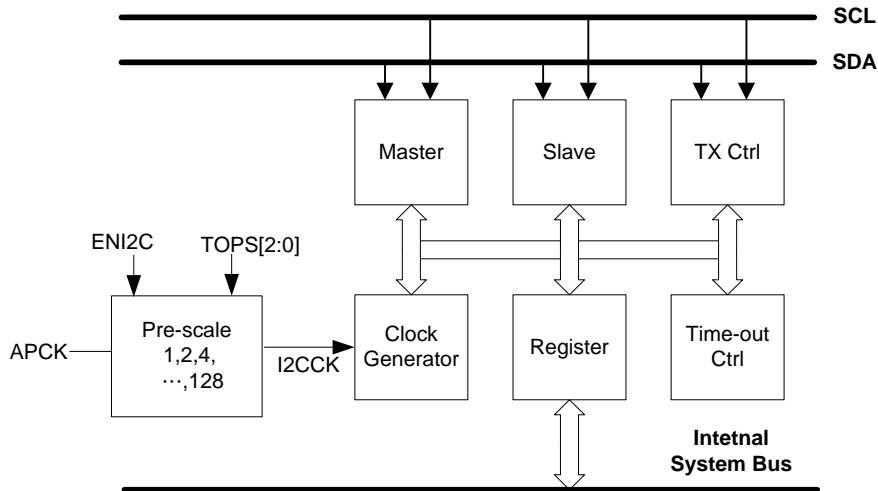 SCL
SDA
Master
Slave
TX Ctrl
ENI2C
TOPS[2:0]
APCK
Pre-scale
1,2,4,
⋯,128
I2CCK
Clock
Generator
Register
Time-out
Ctrl
Intetnal
System Bus